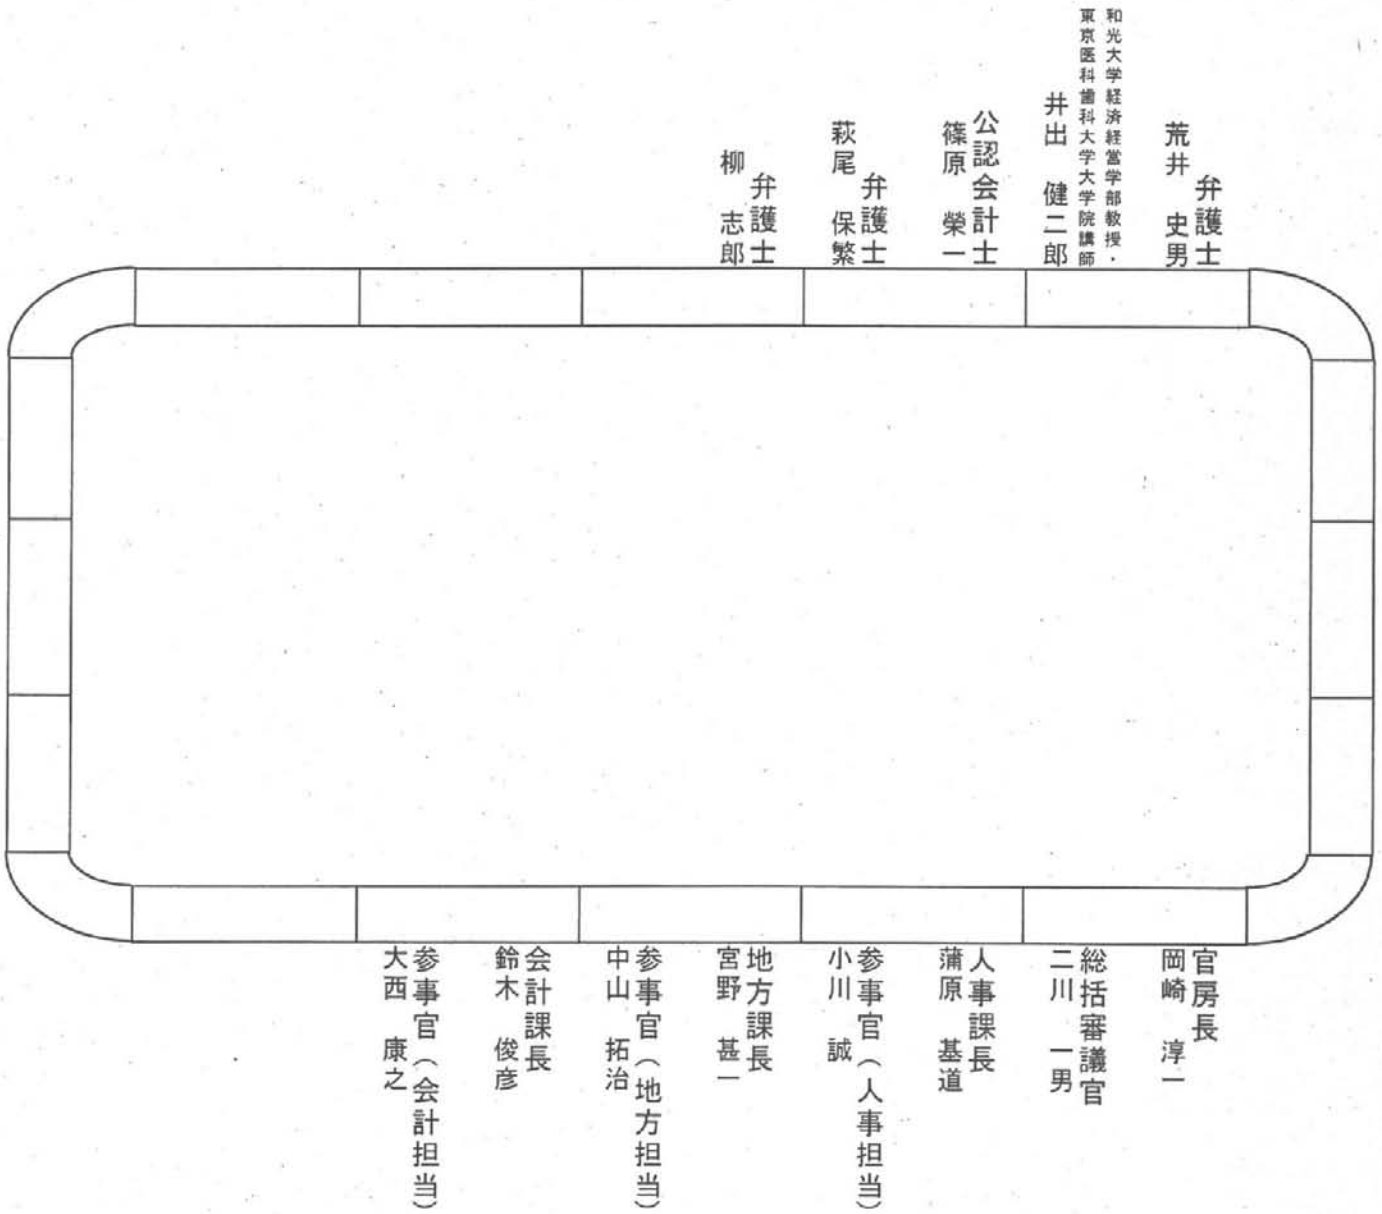 弁護士
荒井 史男
和光大学経済経営学部教授・
東京医科歯科大学大学院講師
井出 健二郎
公認会計士
篠原 榮一
弁護士
萩尾 保繁
弁護士
柳 志郎
官房長
岡崎 淳一
総括審議官
二川 一男
人事課長
蒲原 基道
参事官（人事担当）
小川 誠
地方課長
宮野 甚一
参事官（地方担当）
中山 拓治
会計課長
鈴木 俊彦
参事官（会計担当）
大西 康之